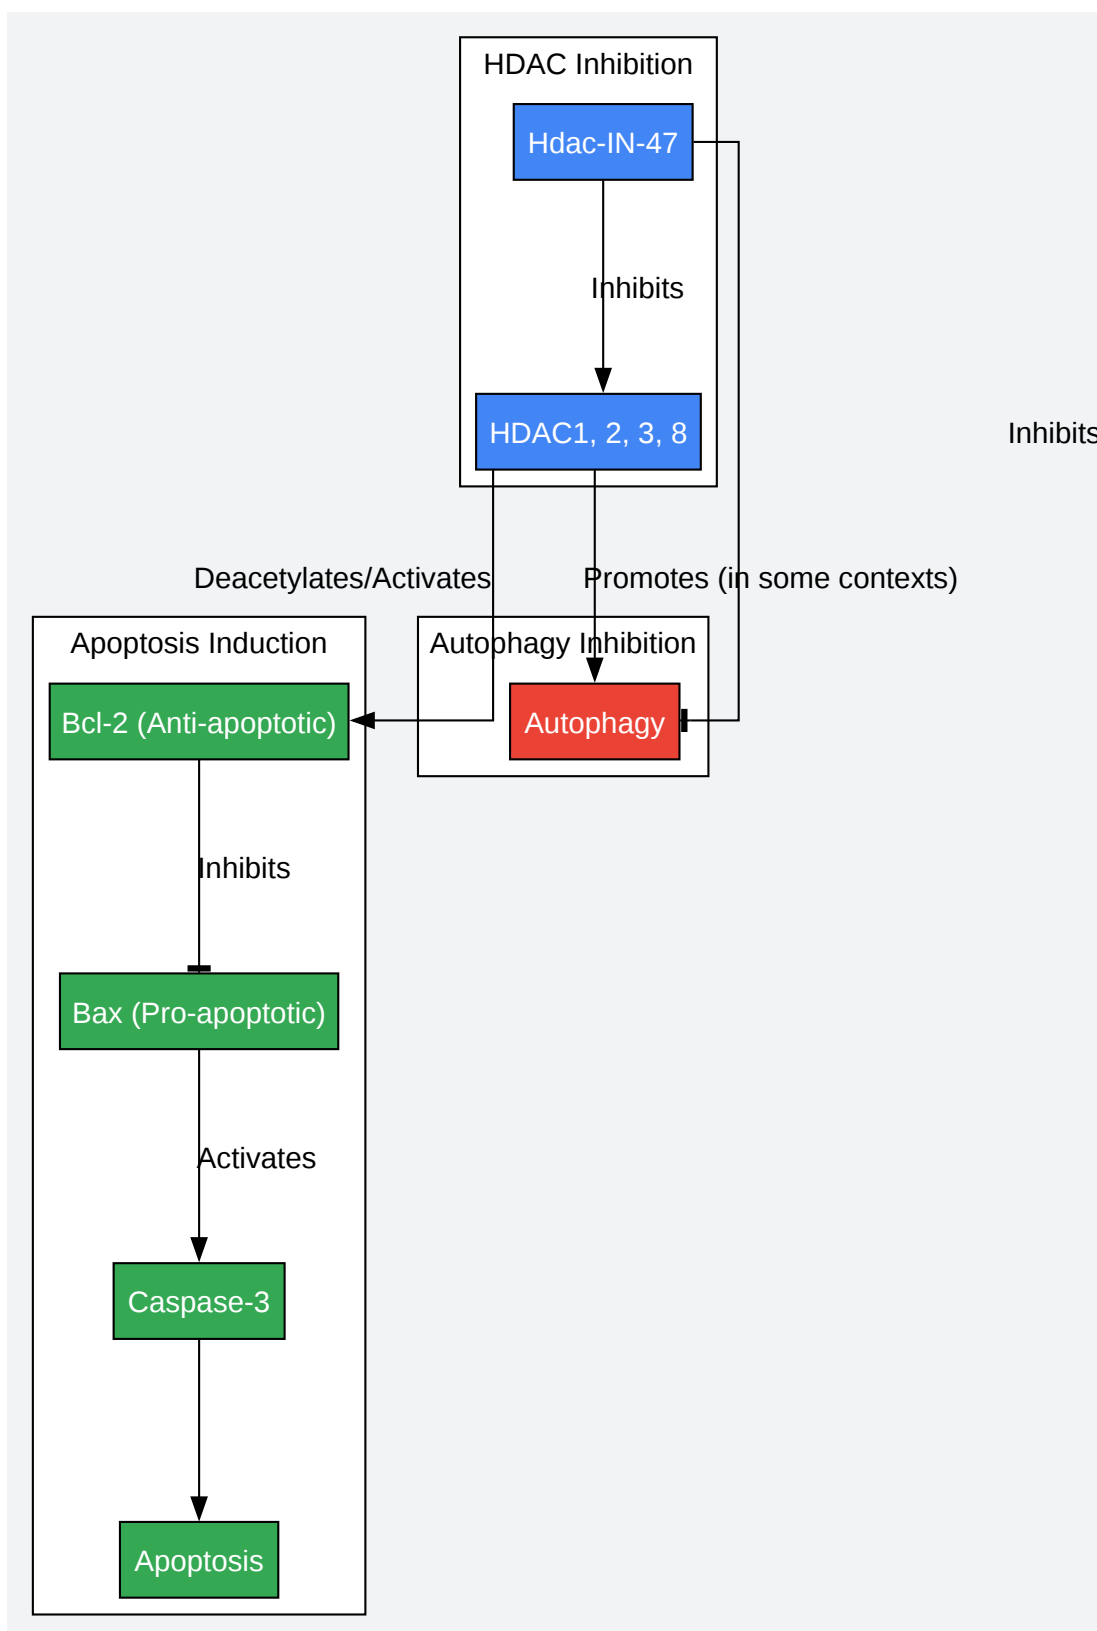 HDAC Inhibition
Hdac-IN-47
Inhibits
HDAC1, 2, 3, 8
Inhibits
Deacetylates/Activates
Promotes (in some contexts)
Apoptosis Induction
Autophagy Inhibition
Bcl-2 (Anti-apoptotic)
Autophagy
Inhibits
Bax (Pro-apoptotic)
Activates
Caspase-3
Apoptosis